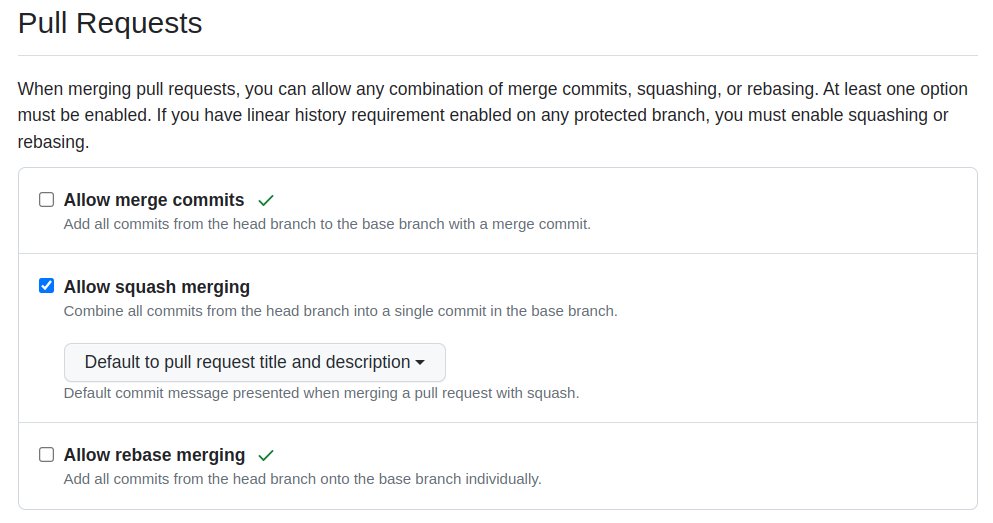 Pull Requests
When merging pull requests, you can allow any combination of merge commits, squashing, or rebasing. At least one option
must be enabled. If you have linear history requirement enabled on any protected branch, you must enable squashing or
rebasing.
Allow merge commits
Add all commits from the head branch to the base branch with a merge commit.
Allow squash merging
Combine all commits from the head branch into a single commit in the base branch.
Default to pull request title and description
Default commit message presented when merging a pull request with squash.
Allow rebase merging
Add all commits from the head branch onto the base branch individually.